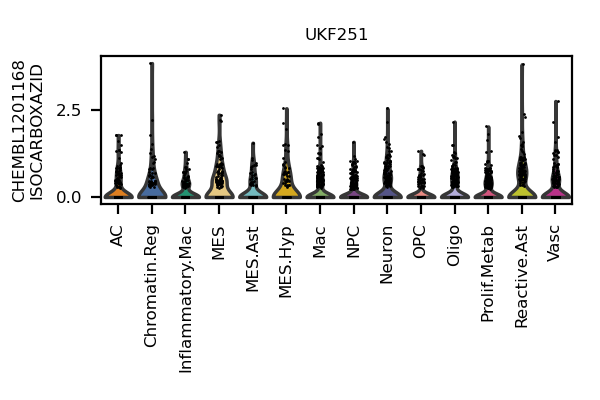 UKF251
CHEMBL1201168
ISOCARBOXAZID
2.5
0.0
AC
Chromatin.Reg
Inflammatory.Mac
MES
MES.Ast
MES.Hyp
Mac
NPC
Neuron
OPC
Oligo
Prolif.Metab
Reactive.Ast
Vasc